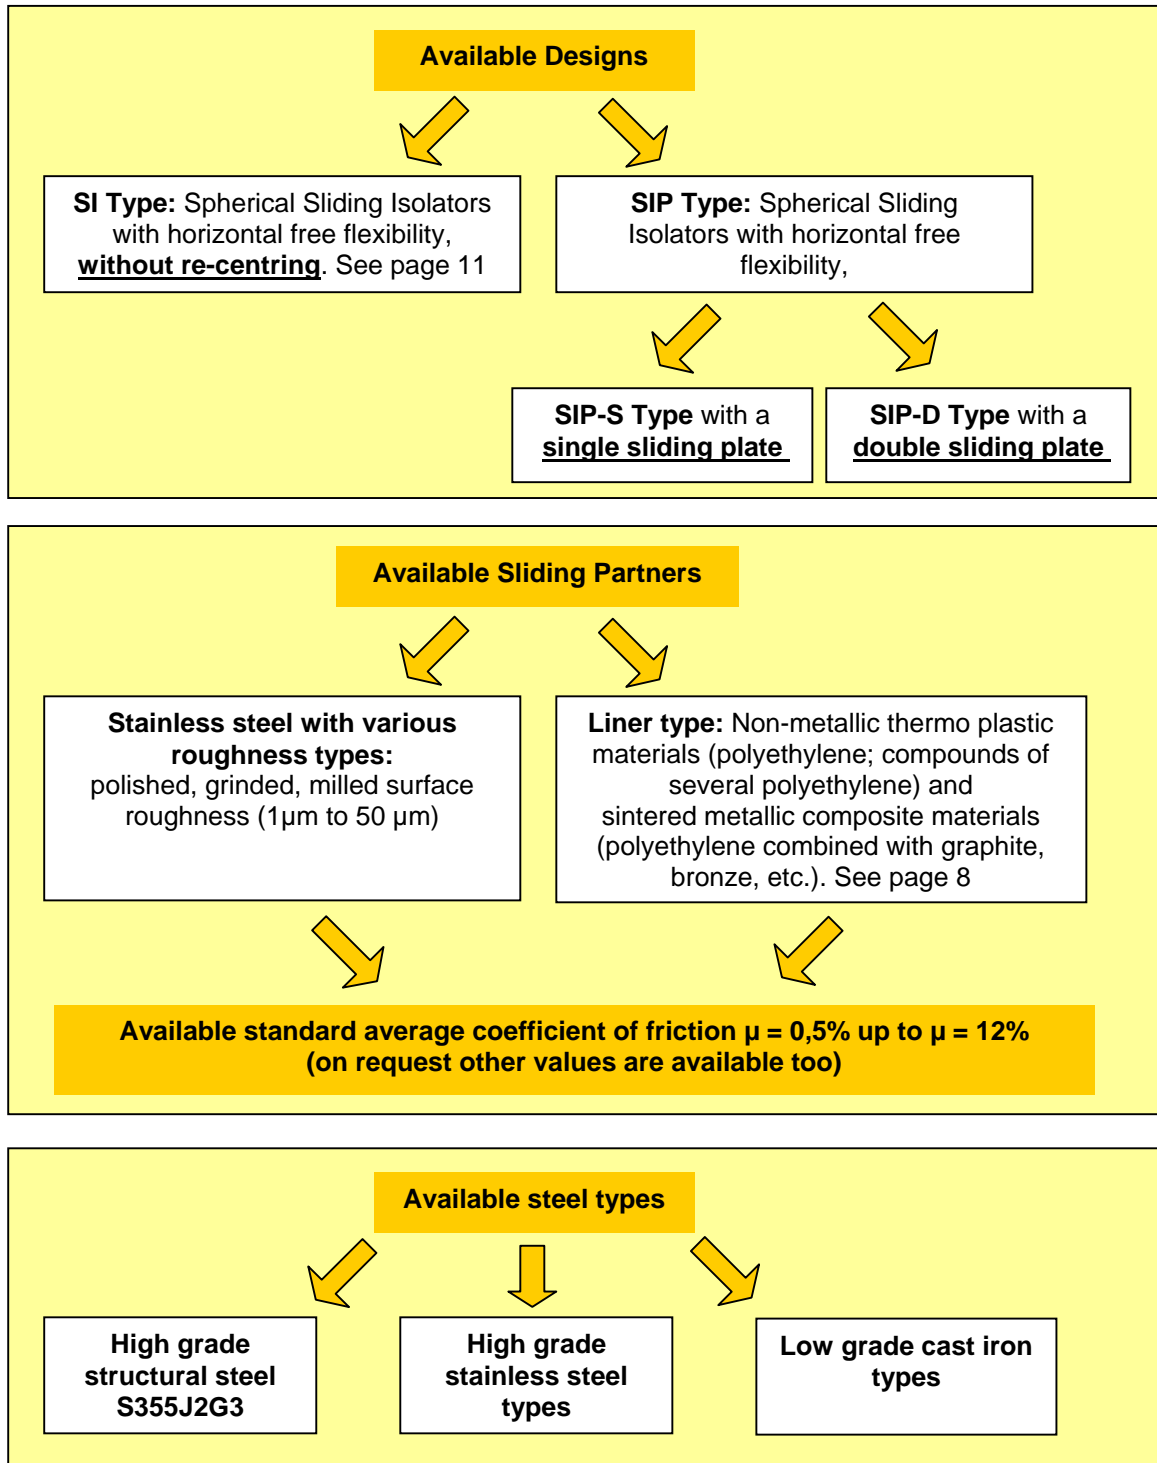 Available Designs
SI Type: Spherical Sliding Isolators
with horizontal free flexibility,
without re-centring. See page 11
SIP Type: Spherical Sliding
Isolators with horizontal free
flexibility,
SIP-S Type with a
single sliding plate
SIP-D Type with a
double sliding plate
Available Sliding Partners
Stainless steel with various
roughness types:
polished, grinded, milled surface
roughness (1µm to 50 µm)
Liner type: Non-metallic thermo plastic
materials (polyethylene; compounds of
several polyethylene) and
sintered metallic composite materials
(polyethylene combined with graphite,
bronze, etc.). See page 8
Available standard average coefficient of friction µ = 0,5% up to µ = 12%
(on request other values are available too)
Available steel types
High grade
structural steel
S355J2G3
High grade
stainless steel
types
Low grade cast iron
types